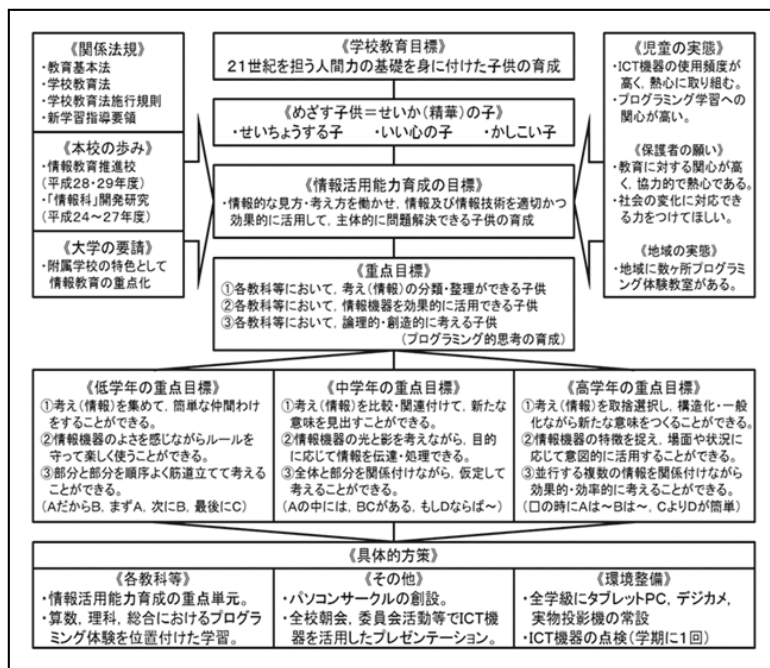 《関係法規》
・教育基本法
・学校教育法
・学校教育法施行規則
・新学習指導要領
《本校の歩み》
・情報教育推進校
(平成28・29年度)
・「情報科」開発研究
(平成24～27年度)
《大学の要請》
・附属学校の特色として
情報教育の重点化
《学校教育目標》
21世紀を担う人間力の基礎を身に付けた子供の育成
《めざす子供＝せいか(精華)の子》
・せいちょうする子　・いい心の子　・かしこい子
《情報活用能力育成の目標》
・情報的な見方・考え方を働かせ,情報及び情報技術を適切かつ
効果的に活用して,主体的に問題解決できる子供の育成
《重点目標》
①各教科等において,考え(情報)の分類・整理ができる子供
②各教科等において,情報機器を効果的に活用できる子供
③各教科等において,論理的・創造的に考える子供
(プログラミング的思考の育成)
《児童の実態》
・ICT機器の使用頻度が
高く,熱心に取り組む。
・プログラミング学習への
関心が高い。
《保護者の願い》
・教育に対する関心が高
く,協力的で熱心である。
・社会の変化に対応でき
る力をつけてほしい。
《地域の実態》
・地域に数ヶ所プログラミ
ング体験教室がある。
《低学年の重点目標》
①考え(情報)を集めて,簡単な仲間わけ
をすることができる。
②情報機器のよさを感じながらルールを
守って楽しく使うことができる。
③部分と部分を順序よく筋道立てて考える
ことができる。
(AだからB,まずA,次にB,最後にC)
《中学年の重点目標》
①考え(情報)を比較・関連付けて,新たな
意味を見出すことができる。
②情報機器の光と影を考えながら,目的
に応じて情報を伝達・処理できる。
③全体と部分を関係付けながら,仮定して
考えることができる。
(Aの中には,BCがある,もしDならば～)
《高学年の重点目標》
①考え(情報)を取捨選択し,構造化・一般
化ながら新たな意味をつくることができる。
②情報機器の特徴を捉え,場面や状況に
応じて意図的に活用することができる。
③並行する複数の情報を関係付けながら
効果的・効率的に考えることができる。
(□の時にAは～Bは～,CよりDが簡単)
《具体的方策》
《各教科等》
・情報活用能力育成の重点単元。
・算数,理科,総合におけるプログラ
ミング体験を位置付けた学習。
《その他》
・パソコンサークルの創設。
・全校朝会,委員会活動等でICT機
器を活用したプレゼンテーション。
《環境整備》
・全学級にタブレットPC,デジカメ,
実物投影機の常設
・ICT機器の点検(学期に1回)